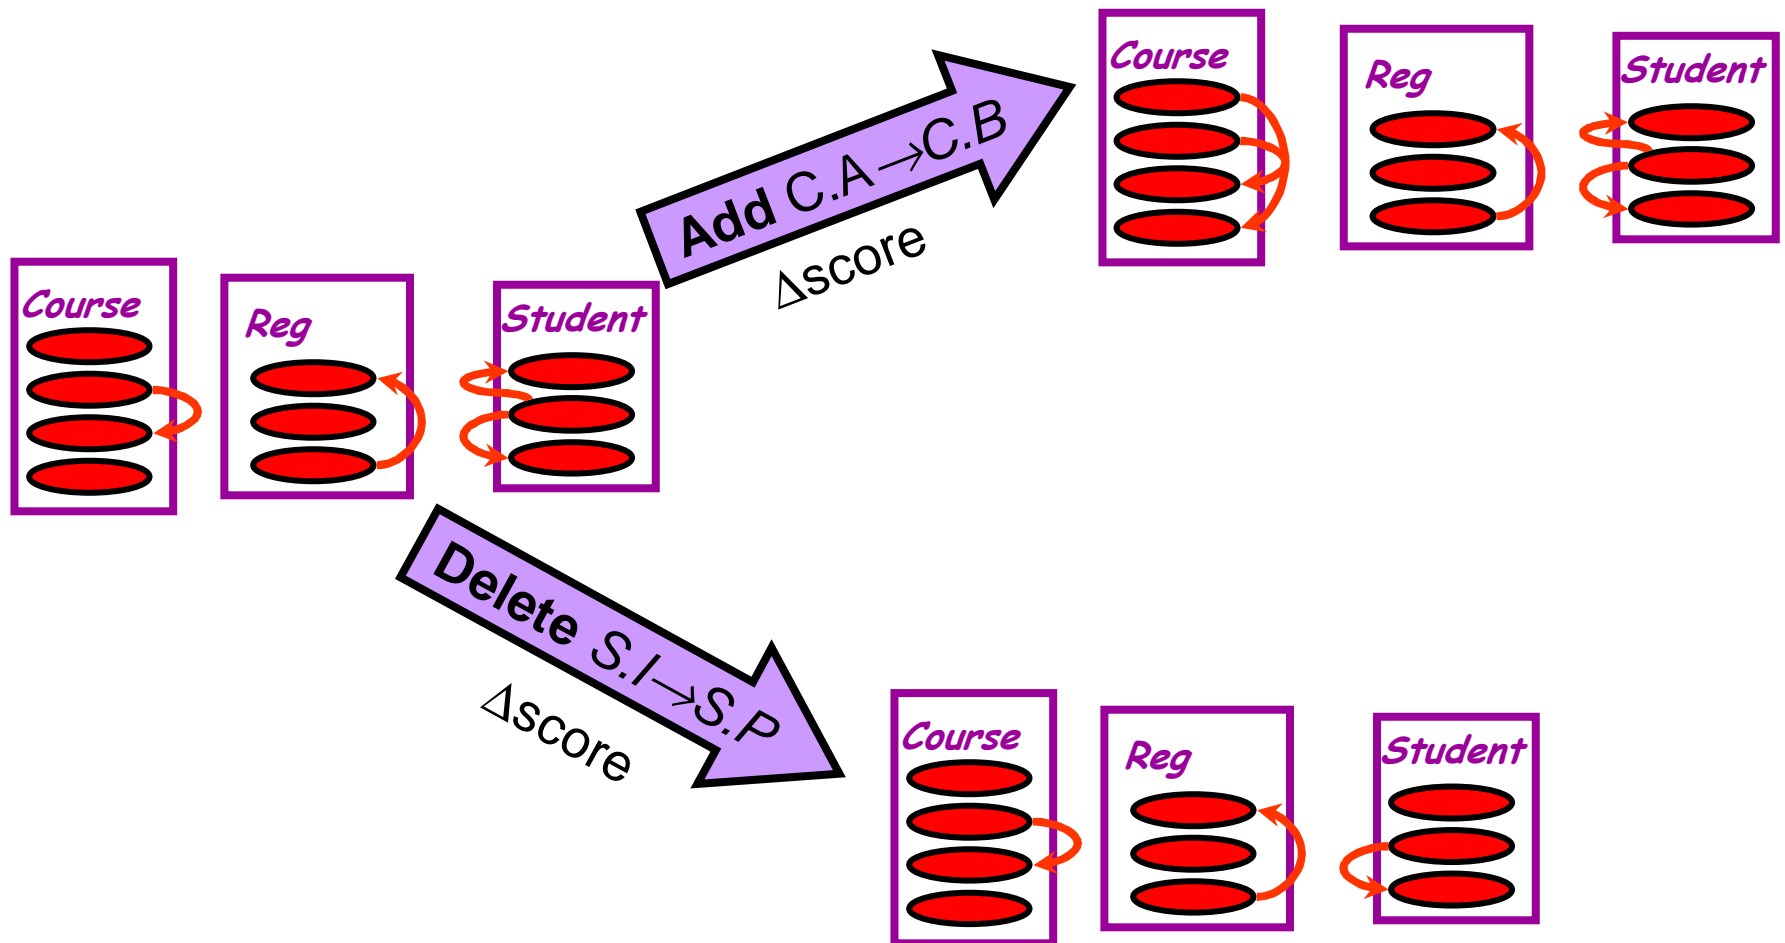 Course
Reg
Student
Add C.A→C.B
Δscore
Course
Reg
Student
Delete S.I→S.P
Δscore
Course
Reg
Student